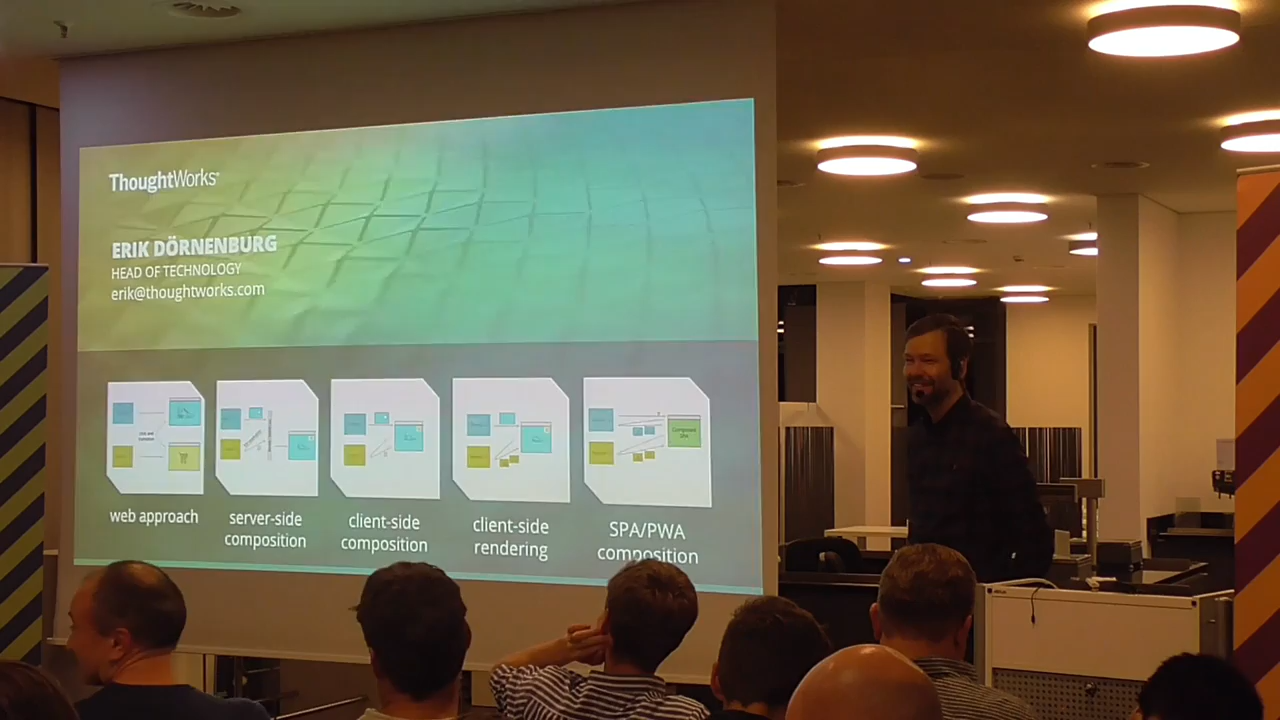 ThoughtWorks®
ERIK DÖRNENBURG
HEAD OF TECHNOLOGY
erik@thoughtworks.com
web approach
server-side
composition
client-side
composition
client-side
rendering
SPA/PWA
composition